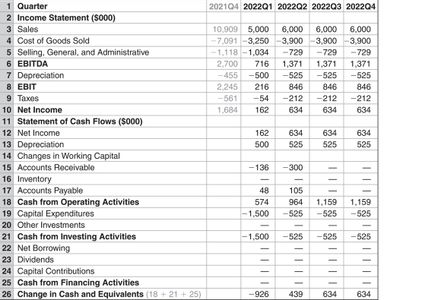 1 Quarter 2021Q4 2022Q1 2022Q2 2022Q3 2022Q4
2 Income Statement ($000)
3 Sales 10,909 5,000 6,000 6,000 6,000
4 Cost of Goods Sold −7,091 −3,250 −3,900 −3,900 −3,900
5 Selling, General, and Administrative −1,118 −1,034 −729 −729 −729
6 EBITDA 2,700 716 1,371 1,371 1,371
7 Depreciation −455 −500 −525 −525 −525
8 EBIT 2,245 216 846 846 846
9 Taxes −561 −54 −212 −212 −212
10 Net Income 1,684 162 634 634 634
11 Statement of Cash Flows ($000)
12 Net Income 162 634 634 634
13 Depreciation 500 525 525 525
14 Changes in Working Capital
15 Accounts Receivable −136 −300 — —
16 Inventory — — — —
17 Accounts Payable 48 105 — —
18 Cash from Operating Activities 574 964 1,159 1,159
19 Capital Expenditures −1,500 −525 −525 −525
20 Other Investments — — — —
21 Cash from Investing Activities −1,500 −525 −525 −525
22 Net Borrowing — — — —
23 Dividends — — — —
24 Capital Contributions — — — —
25 Cash from Financing Activities — — — —
26 Change in Cash and Equivalents (18 + 21 + 25) −926 439 634 634